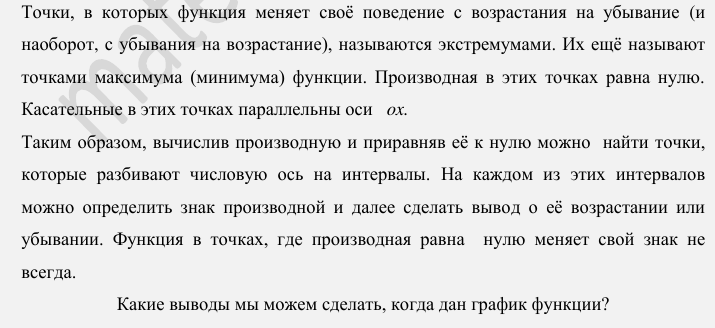 Точки, в которых функция меняет своё поведение с возрастания на убывание (и
наоборот, с убывания на возрастание), называются экстремумами. Их ещё называют
точками максимума (минимума) функции. Производная в этих точках равна нулю.
Касательные в этих точках параллельны оси ох.
Таким образом, вычислив производную и приравняв её к нулю можно найти точки,
которые разбивают числовую ось на интервалы. На каждом из этих интервалов
можно определить знак производной и далее сделать вывод о её возрастании или
убывании. Функция в точках, где производная равна нулю меняет свой знак не
всегда.
Какие выводы мы можем сделать, когда дан график функции?